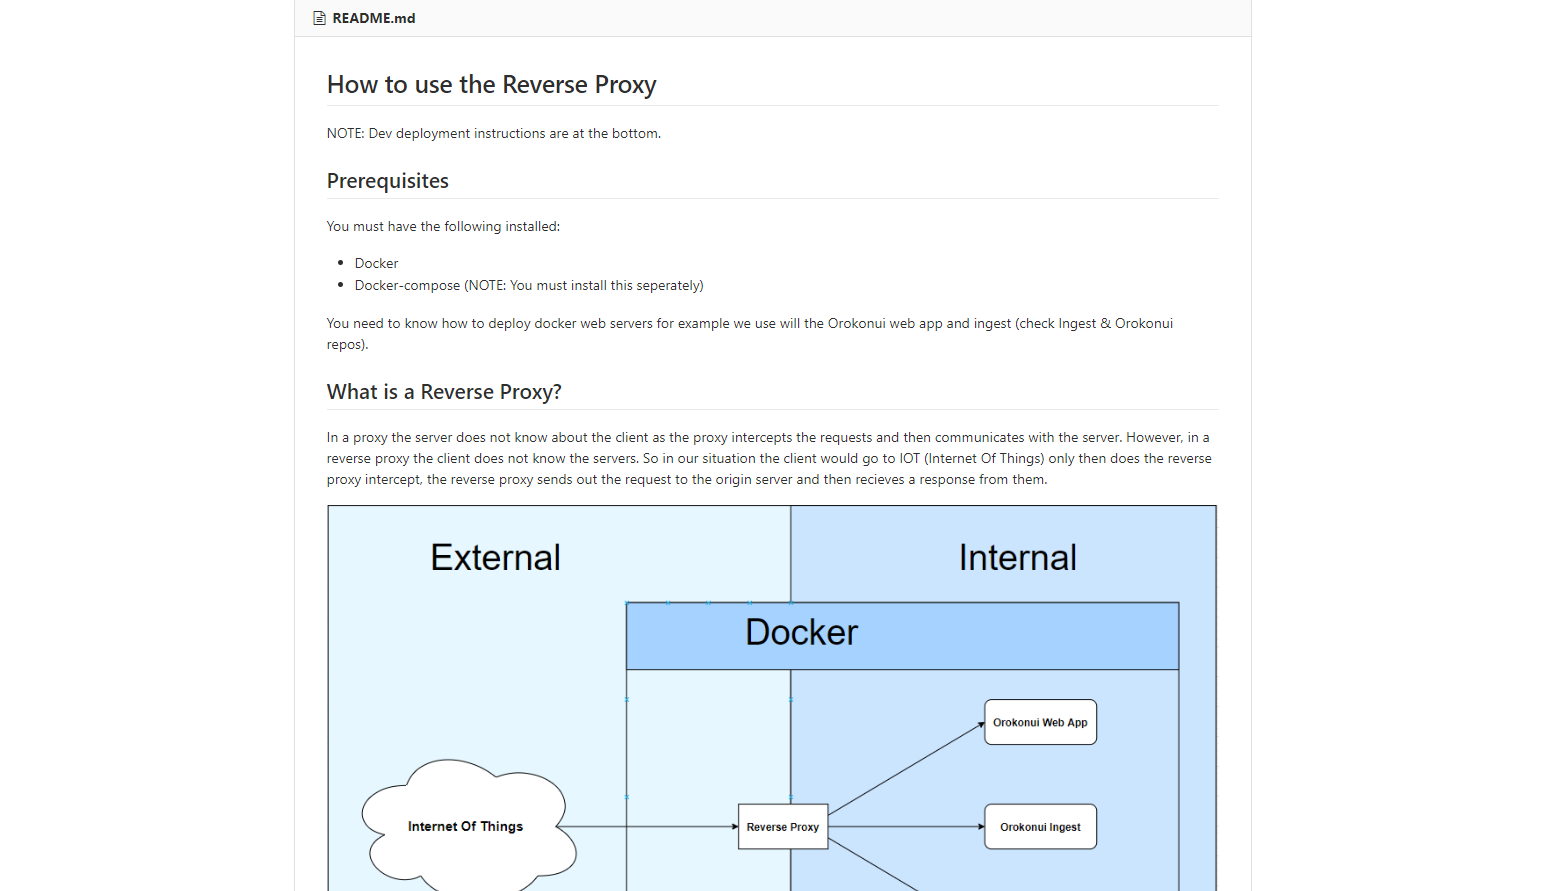 README.md
How to use the Reverse Proxy
NOTE: Dev deployment instructions are at the bottom.
Prerequisites
You must have the following installed:
Docker
Docker-compose (NOTE: You must install this seperately)
You need to know how to deploy docker web servers for example we use will the Orokonui web app and ingest (check Ingest & Orokonui
repos).
What is a Reverse Proxy?
In a proxy the server does not know about the client as the proxy intercepts the requests and then communicates with the server. However, in a
reverse proxy the client does not know the servers. So in our situation the client would go to IOT (Internet Of Things) only then does the reverse
proxy intercept, the reverse proxy sends out the request to the origin server and then recieves a response from them.
External
Internal
Docker
Orokonui Web App
Internet Of Things
Reverse Proxy
Orokonui Ingest